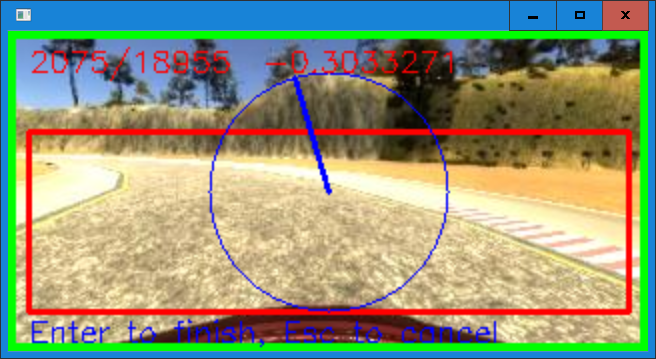 2075/18955 -0.3033271
Enter to finish, Esc to cancel